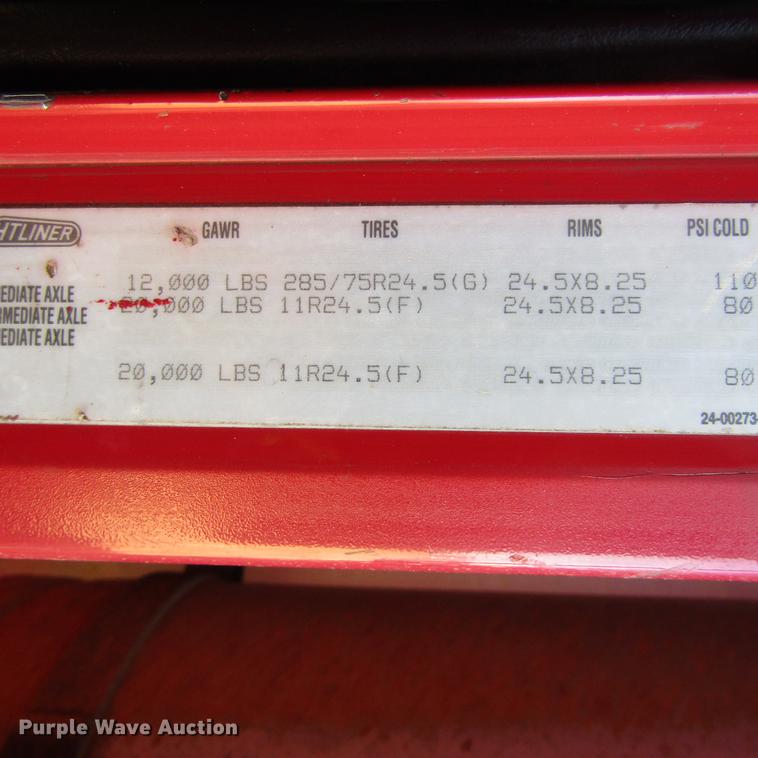 HTLINER GAWR TIRES RIMS PSI COLD
12,000 LBS 285/75R24.5(G) 24.5X8.25 110
EDIATE AXLE
20,000 LBS 11R24.5(F) 24.5X8.25 80
RMEDIATE AXLE
EDIATE AXLE
20,000 LBS 11R24.5(F) 24.5X8.25 80
24-00273-
Purple Wave Auction